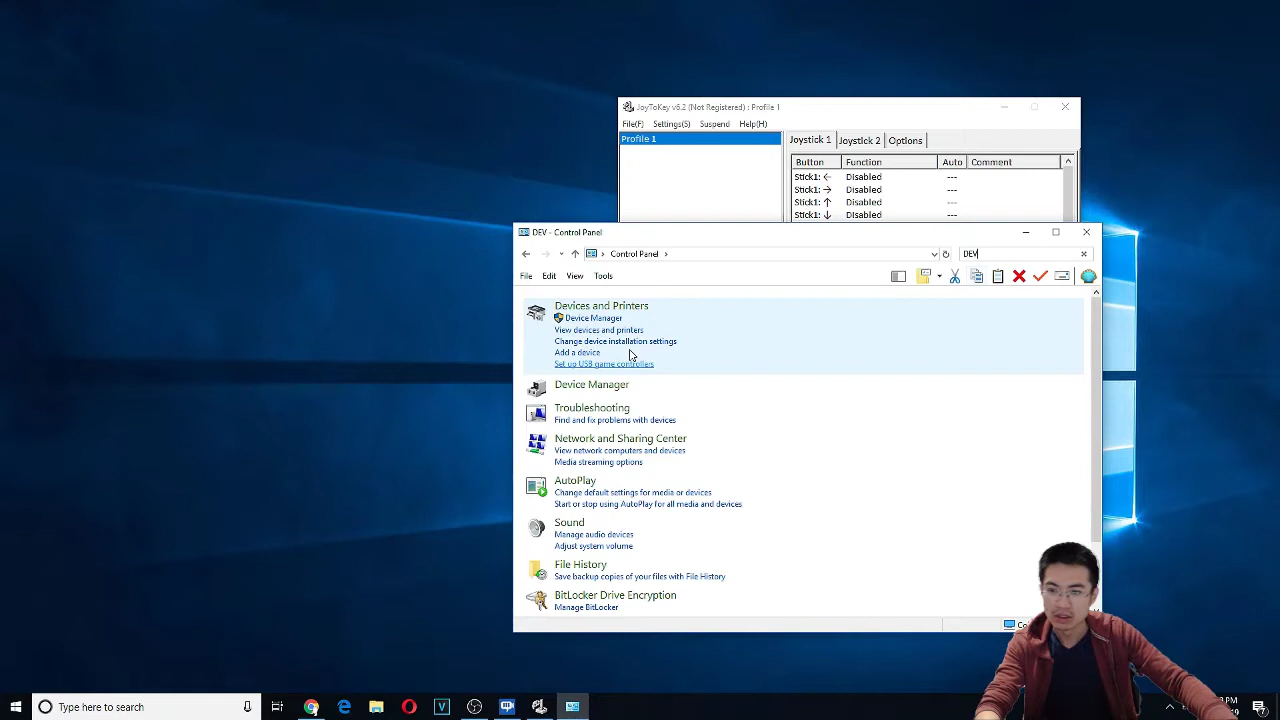 JoyToKey v6.2 (Not Registered) : Profile 1
File(F) Settings(S) Suspend Help(H)
Profile 1
Joystick 1 Joystick 2 Options
Button Function Auto Comment
Stick1: ← Disabled ---
Stick1: → Disabled ---
Stick1: ↑ Disabled ---
Stick1: ↓ Disabled ---
DEV - Control Panel
Control Panel
DEV
File Edit View Tools
Devices and Printers
Device Manager
View devices and printers
Change device installation settings
Add a device
Set up USB game controllers
Device Manager
Troubleshooting
Find and fix problems with devices
Network and Sharing Center
View network computers and devices
Media streaming options
AutoPlay
Change default settings for media or devices
Start or stop using AutoPlay for all media and devices
Sound
Manage audio devices
Adjust system volume
File History
Save backup copies of your files with File History
BitLocker Drive Encryption
Manage BitLocker
Type here to search